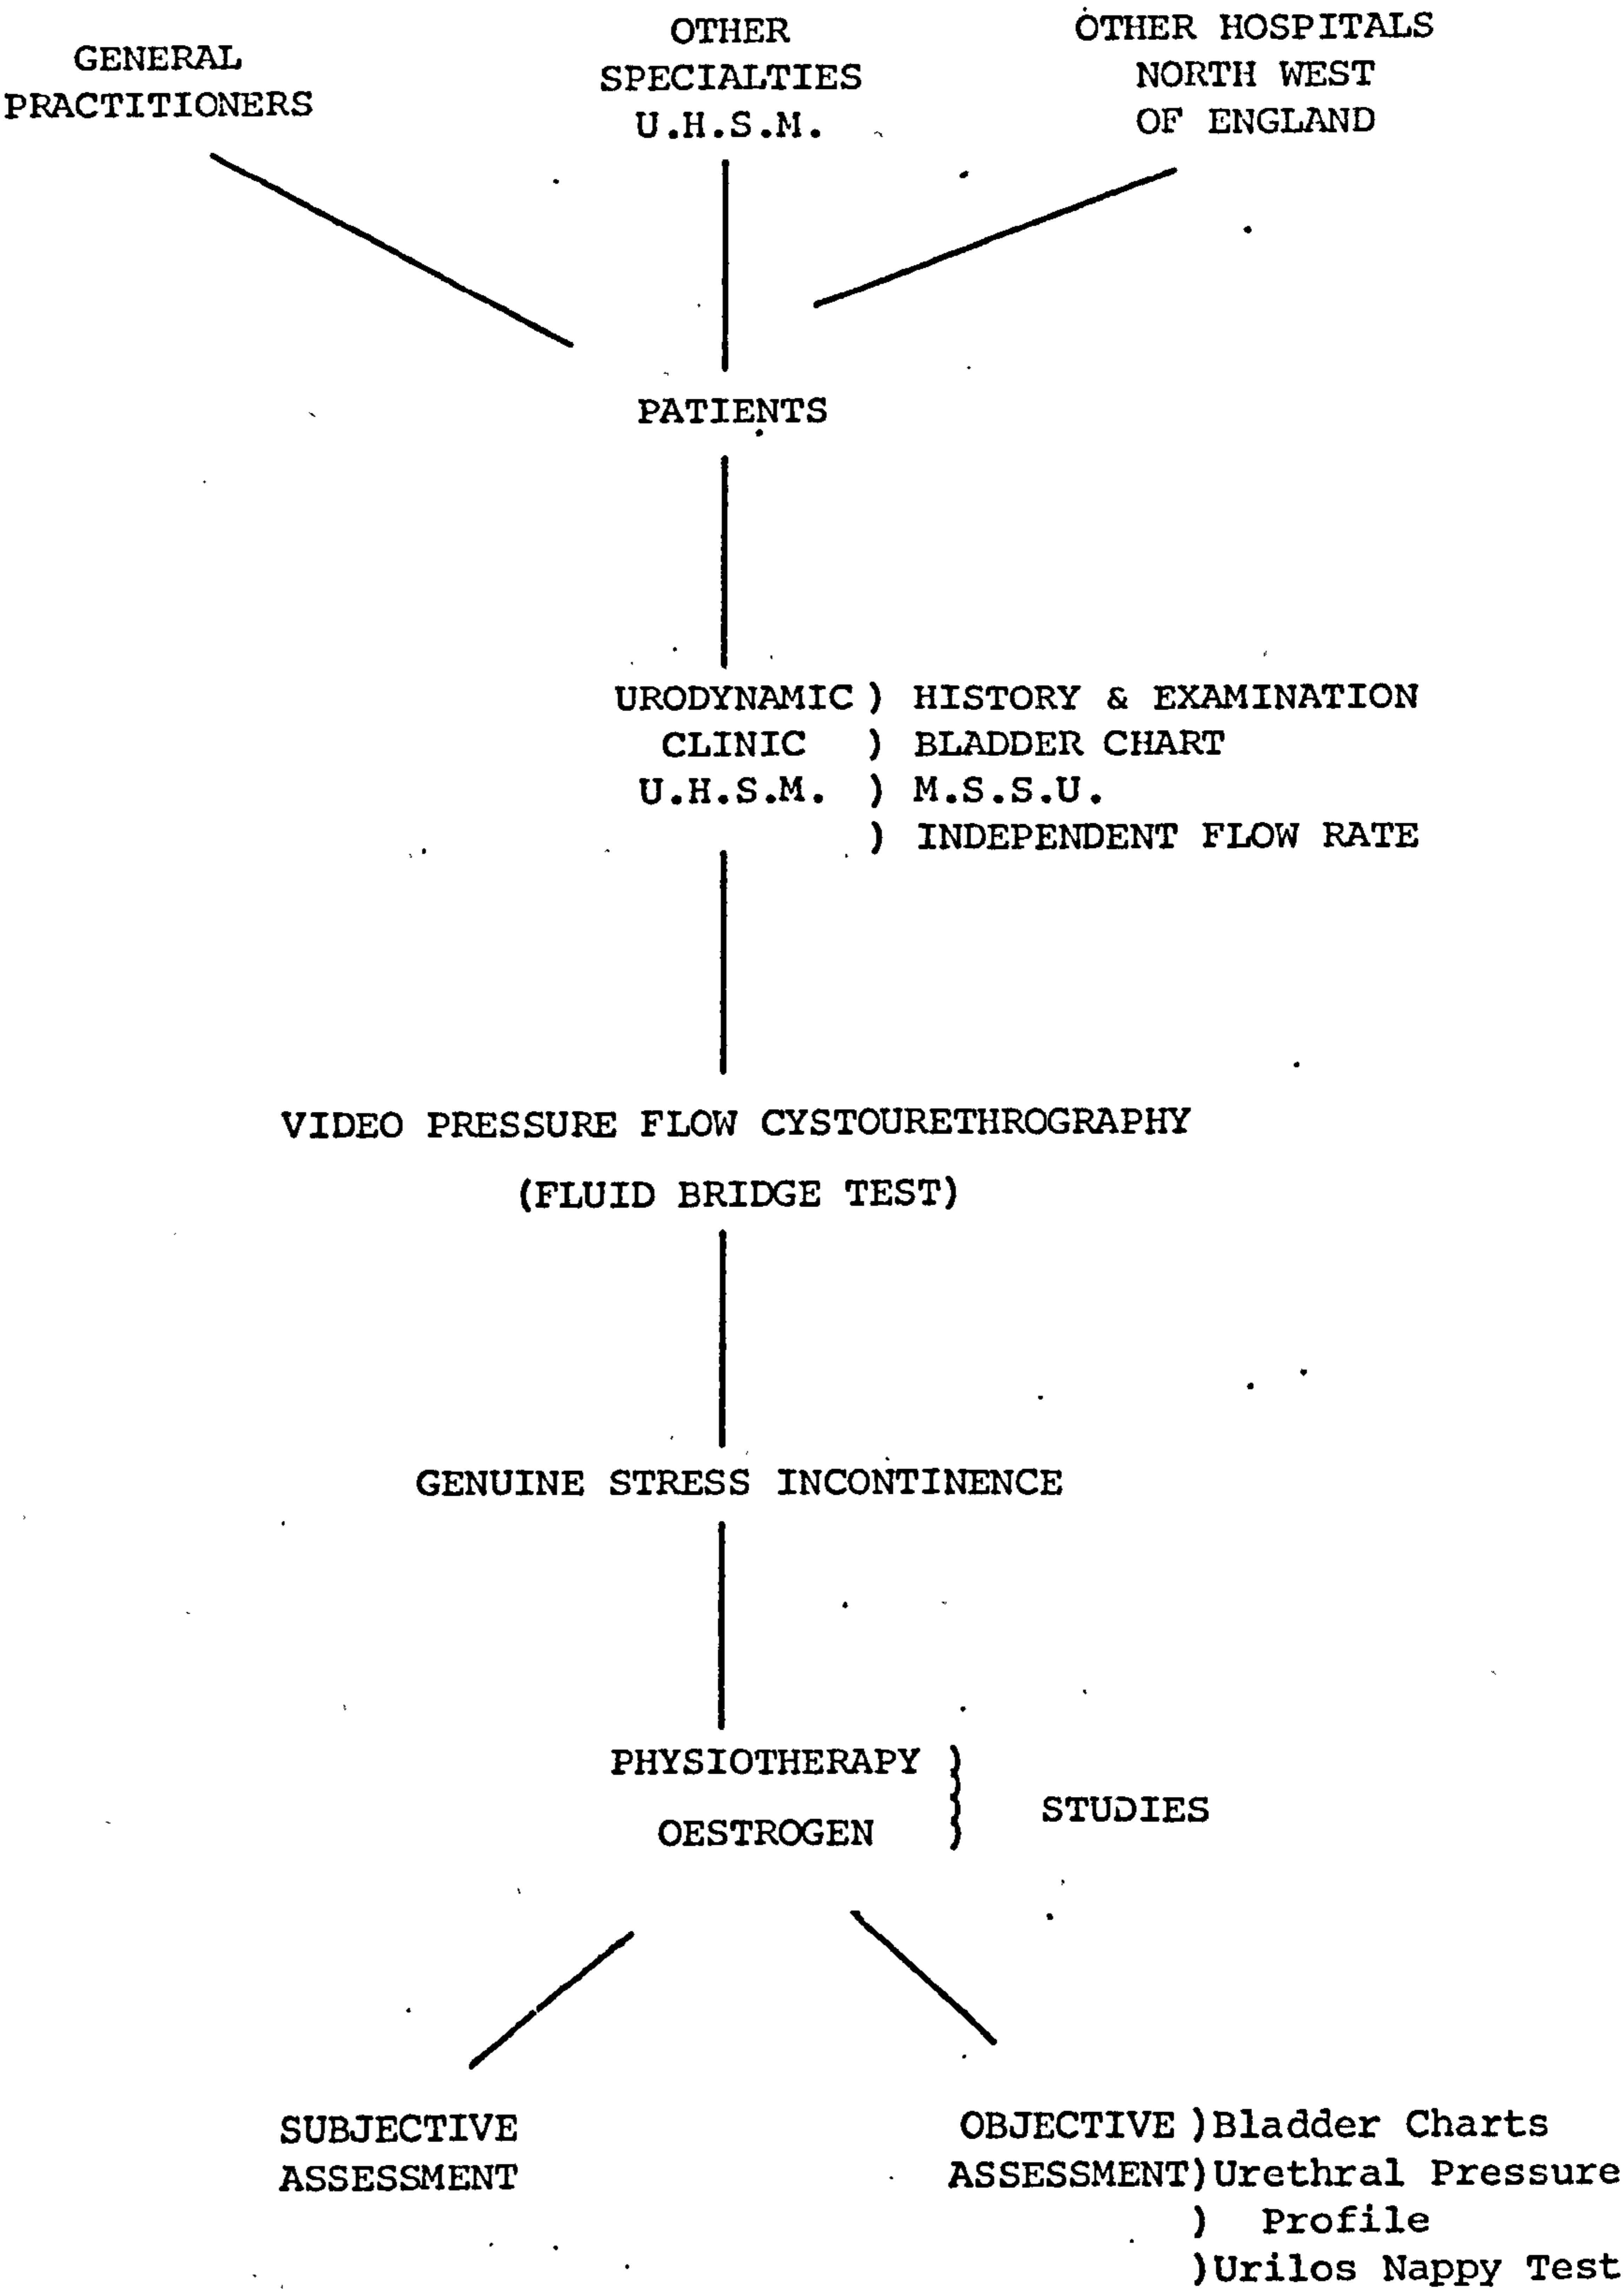 GENERAL
PRACTITIONERS
OTHER
SPECIALTIES
U.H.S.M.
OTHER HOSPITALS
NORTH WEST
OF ENGLAND
PATIENTS
URODYNAMIC ) HISTORY & EXAMINATION
CLINIC ) BLADDER CHART
U.H.S.M. ) M.S.S.U.
) INDEPENDENT FLOW RATE
VIDEO PRESSURE FLOW CYSTOURETHROGRAPHY
(FLUID BRIDGE TEST)
GENUINE STRESS INCONTINENCE
PHYSIOTHERAPY
OESTROGEN
STUDIES
SUBJECTIVE
ASSESSMENT
OBJECTIVE )Bladder Charts
ASSESSMENT)Urethral Pressure
) Profile
)Urilos Nappy Test